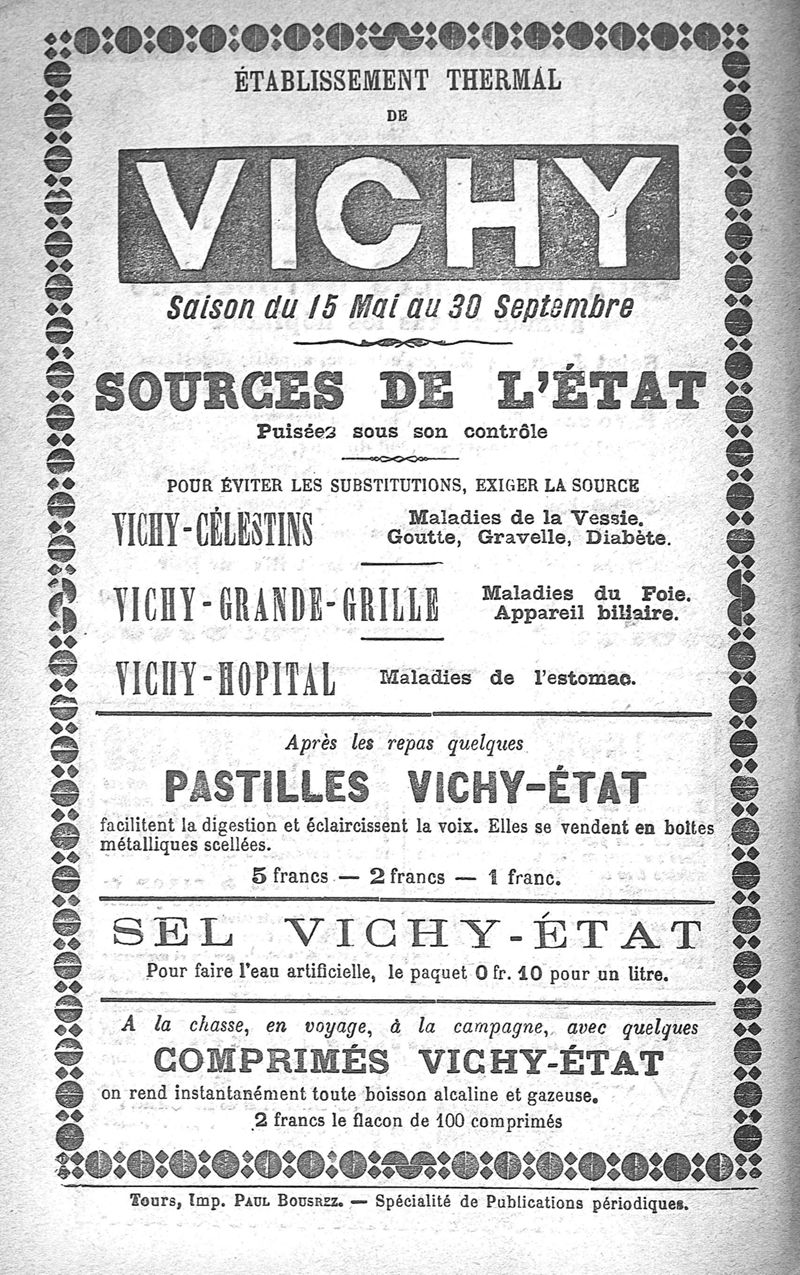 ÉTABLISSEMENT THERMAL
DE
VICHY
Saison du 15 Mai au 30 Septembre
SOURCES DE L'ÉTAT
Puisées sous son contrôle
POUR ÉVITER LES SUBSTITUTIONS, EXIGER LA SOURCE
VICHY-CÉLESTINS Maladies de la Vessie.
Goutte, Gravelle, Diabète.
VICHY-GRANDE-GRILLE Maladies du Foie.
Appareil biliaire.
VICHY-HOPITAL Maladies de l'estomac.
Après les repas quelques
PASTILLES VICHY-ÉTAT
facilitent la digestion et éclaircissent la voix. Elles se vendent en boîtes
métalliques scellées.
5 francs — 2 francs — 1 franc.
SEL VICHY-ÉTAT
Pour faire l'eau artificielle, le paquet 0 fr. 10 pour un litre.
A la chasse, en voyage, à la campagne, avec quelques
COMPRIMÉS VICHY-ÉTAT
on rend instantanément toute boisson alcaline et gazeuse.
2 francs le flacon de 100 comprimés
Tours, Imp. PAUL BOUSREZ. — Spécialité de Publications périodiques.